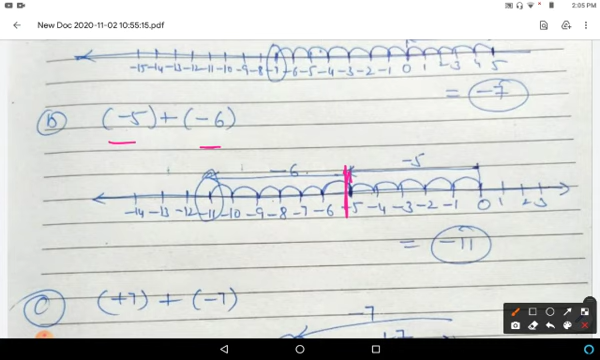 2:05 PM
New Doc 2020-11-02 10:55:15.pdf
-15 -14 -13 -12 -11 -10 -9 -8 -7 -6 -5 -4 -3 -2 -1 0 1 2 3 4 5
= -7
b (-5) + (-6)
-6 -5
-14 -13 -12 -11 -10 -9 -8 -7 -6 -5 -4 -3 -2 -1 0 1 2 3
= -11
C (+7) + (-7)
-7
+7